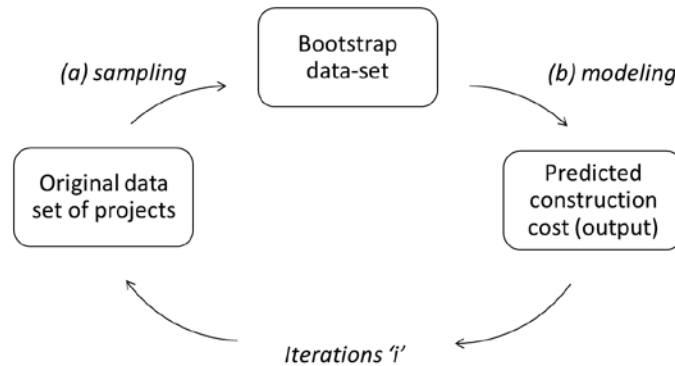 (a) sampling
Bootstrap
data-set
(b) modeling
Original data
set of projects
Predicted
construction
cost (output)
Iterations 'i'